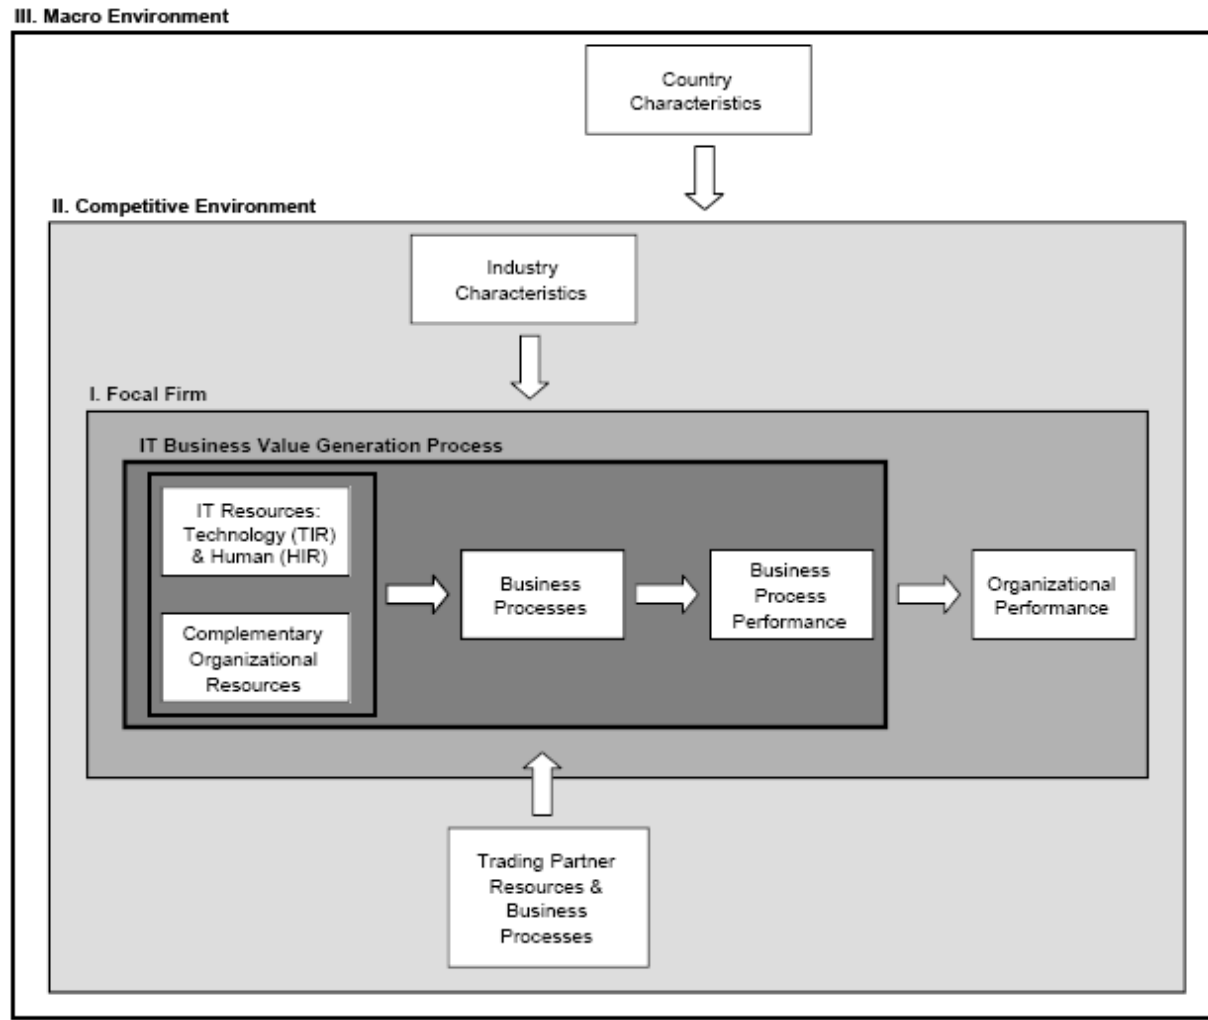 III. Macro Environment
Country
Characteristics
II. Competitive Environment
Industry
Characteristics
I. Focal Firm
IT Business Value Generation Process
IT Resources:
Technology (TIR)
& Human (HIR)
Complementary
Organizational
Resources
Business
Processes
Business
Process
Performance
Organizational
Performance
Trading Partner
Resources &
Business
Processes